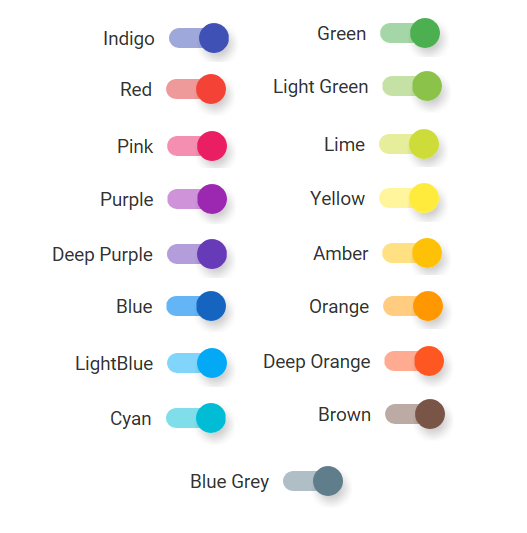 Indigo
Red
Pink
Purple
Deep Purple
Blue
LightBlue
Cyan
Green
Light Green
Lime
Yellow
Amber
Orange
Deep Orange
Brown
Blue Grey